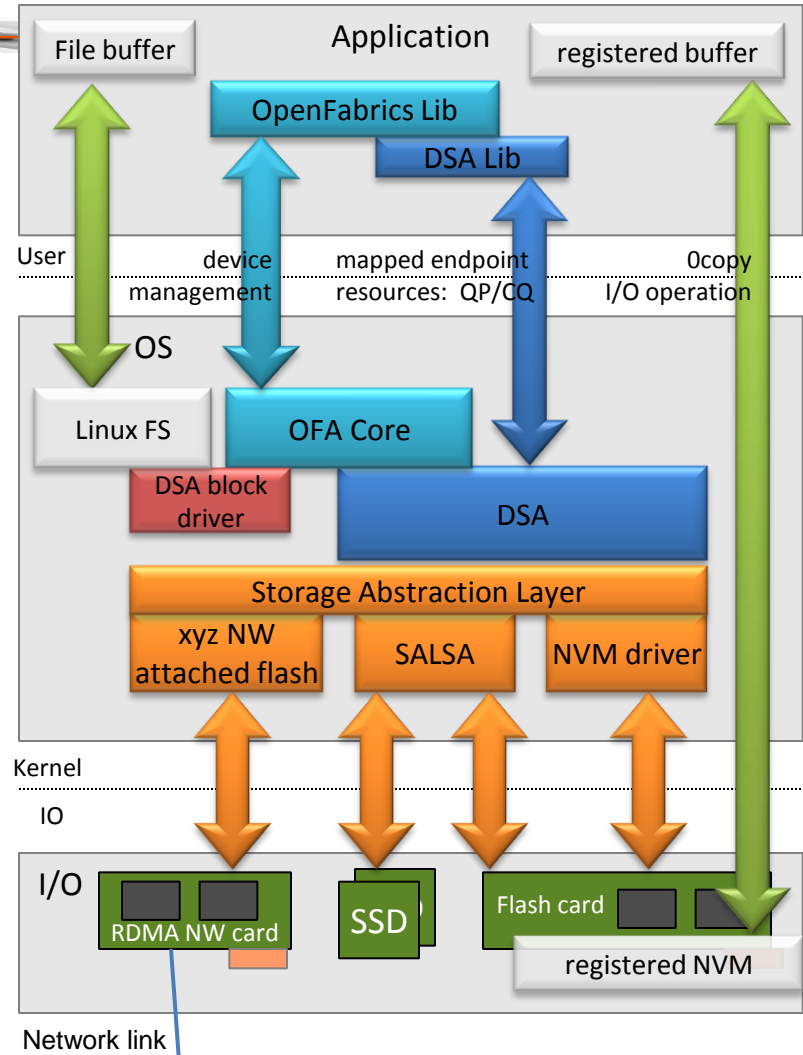 Application
File buffer
registered buffer
OpenFabrics Lib
DSA Lib
User
device
management
mapped endpoint
resources: QP/CQ
0copy
I/O operation
OS
Linux FS
OFA Core
DSA block
driver
DSA
Storage Abstraction Layer
xyz NW
attached flash
SALSA
NVM driver
Kernel
IO
I/O
RDMA NW card
SSD
Flash card
registered NVM
Network link